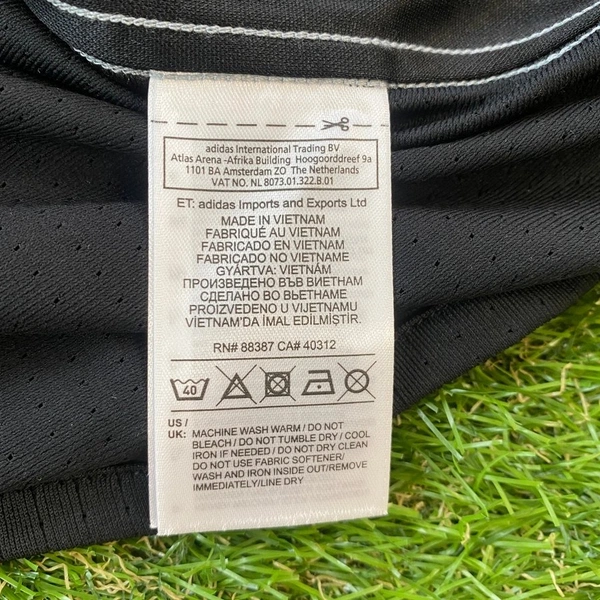 adidas International Trading BV
Atlas Arena -Afrika Building Hoogoorddreef 9a
1101 BA Amsterdam ZO The Netherlands
VAT NO. NL 8073.01.322.B.01
ET: adidas Imports and Exports Ltd
MADE IN VIETNAM
FABRIQUÉ AU VIETNAM
FABRICADO EN VIETNAM
FABRICADO NO VIETNAME
GYÁRTVA: VIETNÁM
ПРОИЗВЕДЕНО ВЪВ ВИЕТНАМ
СДЕЛАНО ВО ВЬЕТНАМЕ
PROIZVEDENO U VIJETNAMU
VİETNAM'DA İMAL EDİLMİŞTİR.
RN# 88387 CA# 40312
40
US /
UK: MACHINE WASH WARM / DO NOT
BLEACH / DO NOT TUMBLE DRY / COOL
IRON IF NEEDED / DO NOT DRY CLEAN
DO NOT USE FABRIC SOFTENER/
WASH AND IRON INSIDE OUT/REMOVE
IMMEDIATELY/LINE DRY